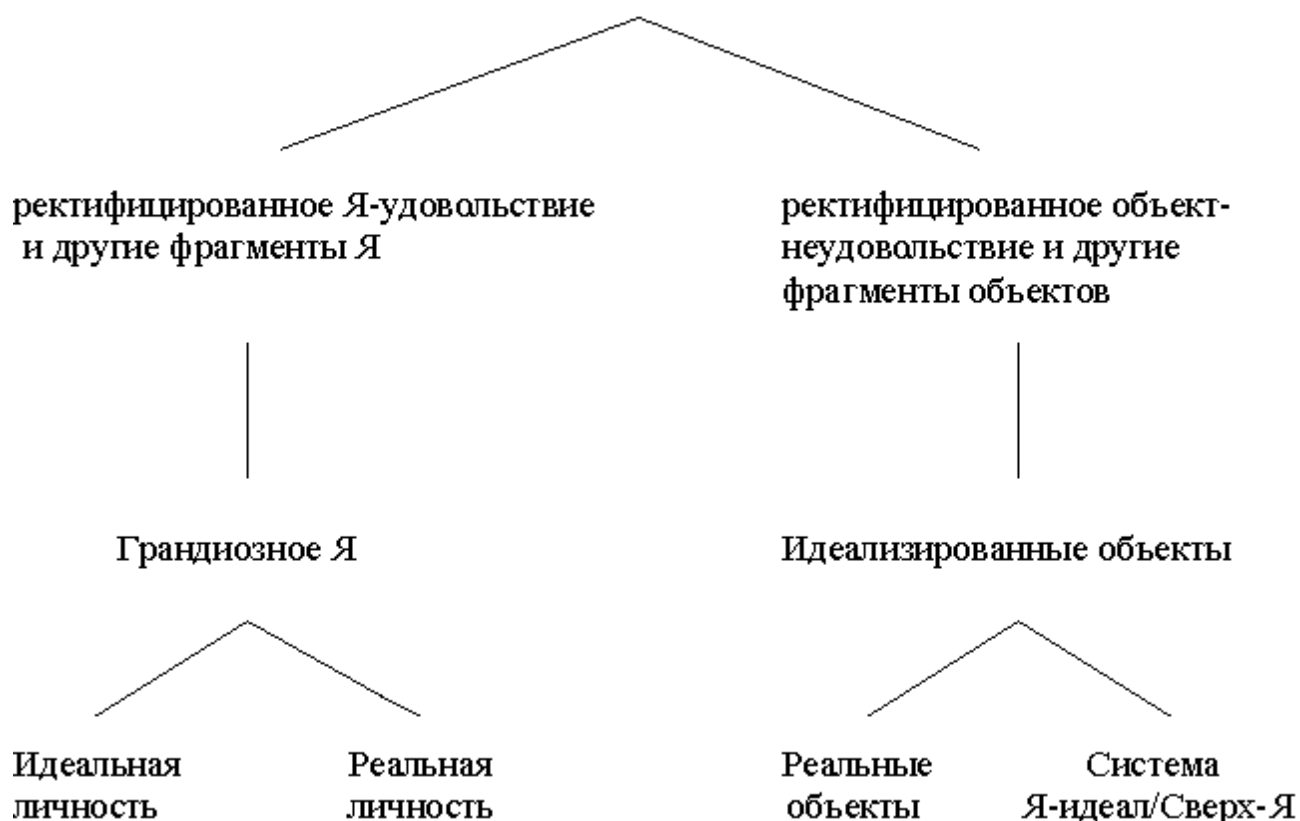 ректифицированное Я-удовольствие
и другие фрагменты Я
ректифицированное объект-
неудовольствие и другие
фрагменты объектов
Грандиозное Я
Идеализированные объекты
Идеальная
личность
Реальная
личность
Реальные
объекты
Система
Я-идеал/Сверх-Я